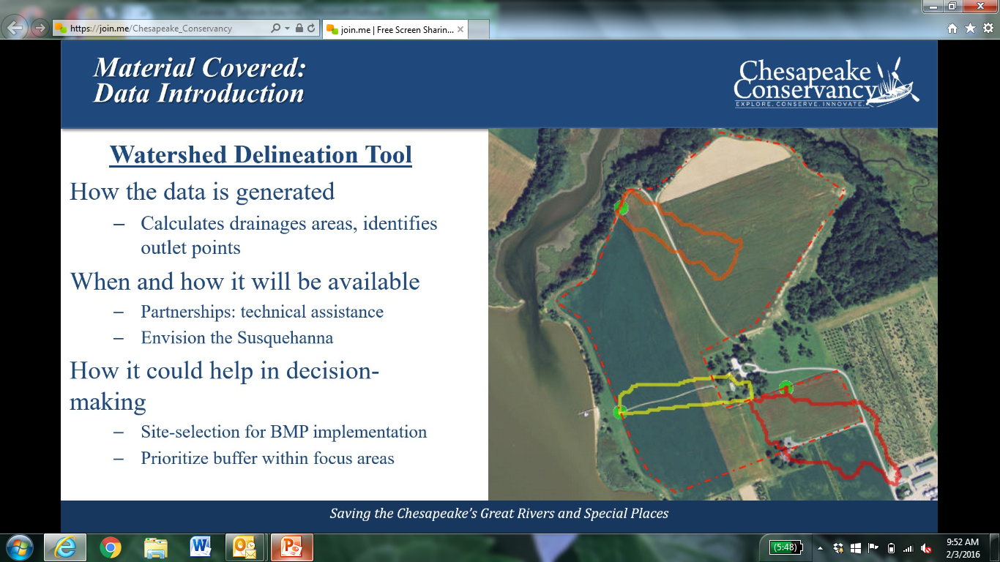 https://join.me/Chesapeake_Conservancy
join.me | Free Screen Sharin...
Material Covered:
Data Introduction
Chesapeake
Conservancy
EXPLORE. CONSERVE. INNOVATE.
Watershed Delineation Tool
How the data is generated
– Calculates drainages areas, identifies
outlet points
When and how it will be available
– Partnerships: technical assistance
– Envision the Susquehanna
How it could help in decision-
making
– Site-selection for BMP implementation
– Prioritize buffer within focus areas
Saving the Chesapeake's Great Rivers and Special Places
(5:48)
9:52 AM
2/3/2016